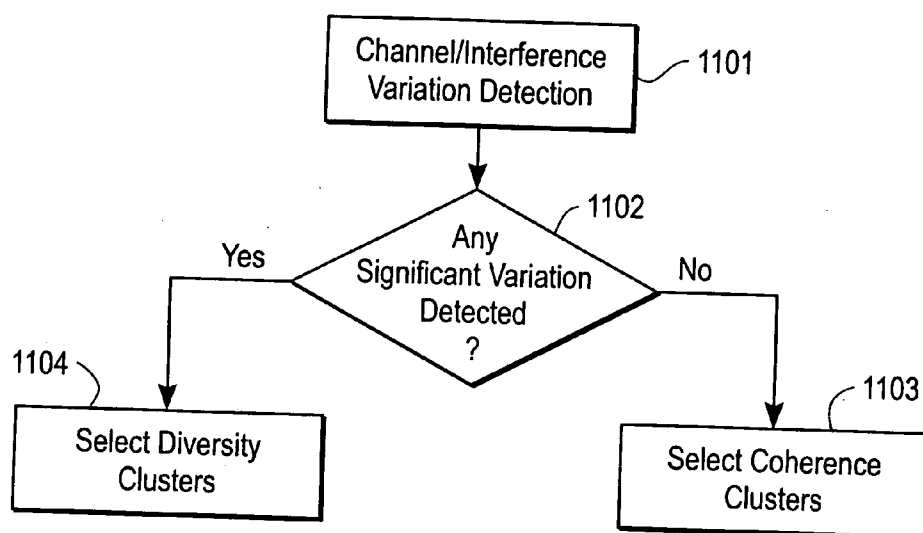 Channel/Interference
Variation Detection
1101
1102
Any
Significant Variation
Detected
?
Yes
No
1104
Select Diversity
Clusters
1103
Select Coherence
Clusters